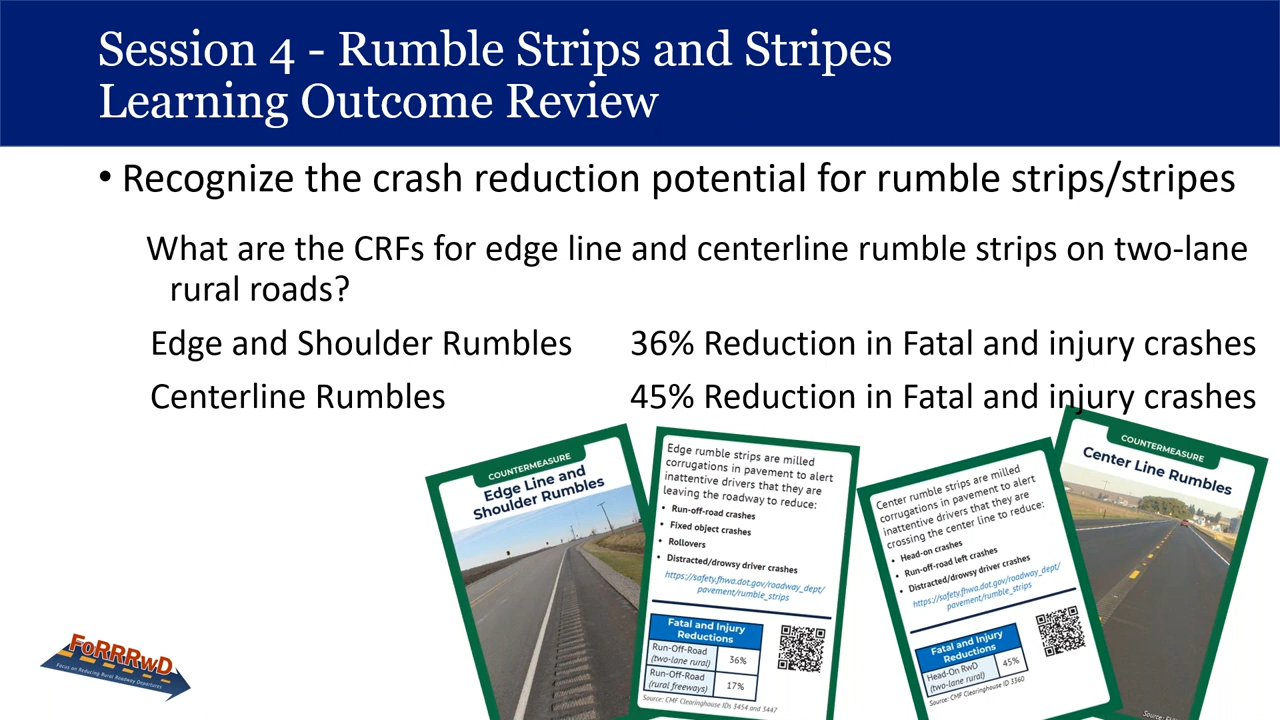 Session 4 - Rumble Strips and Stripes
Learning Outcome Review
• Recognize the crash reduction potential for rumble strips/stripes
What are the CRFs for edge line and centerline rumble strips on two-lane
rural roads?
Edge and Shoulder Rumbles 36% Reduction in Fatal and injury crashes
Centerline Rumbles 45% Reduction in Fatal and injury crashes
COUNTERMEASURE
Edge Line and
Shoulder Rumbles
Edge rumble strips are milled
corrugations in pavement to alert
inattentive drivers that they are
leaving the roadway to reduce:
• Run-off-road crashes
• Fixed object crashes
• Rollovers
• Distracted/drowsy driver crashes
https://safety.fhwa.dot.gov/roadway_dept/
pavement/rumble_strips
Fatal and Injury
Reductions
Run-Off-Road
(two-lane rural) 36%
Run-Off-Road
(rural freeways) 17%
Source: CMF Clearinghouse IDs 3454 and 3447
Center rumble strips are milled
corrugations in pavement to alert
inattentive drivers that they are
crossing the center line to reduce:
• Head-on crashes
• Run-off-road left crashes
• Distracted/drowsy driver crashes
https://safety.fhwa.dot.gov/roadway_dept/
pavement/rumble_strips
Fatal and Injury
Reductions
Head-On RwD
(two-lane rural) 45%
Source: CMF Clearinghouse ID 3360
COUNTERMEASURE
Center Line Rumbles
Source:
FoRRRwD
Focus on Reducing Rural Roadway Departures